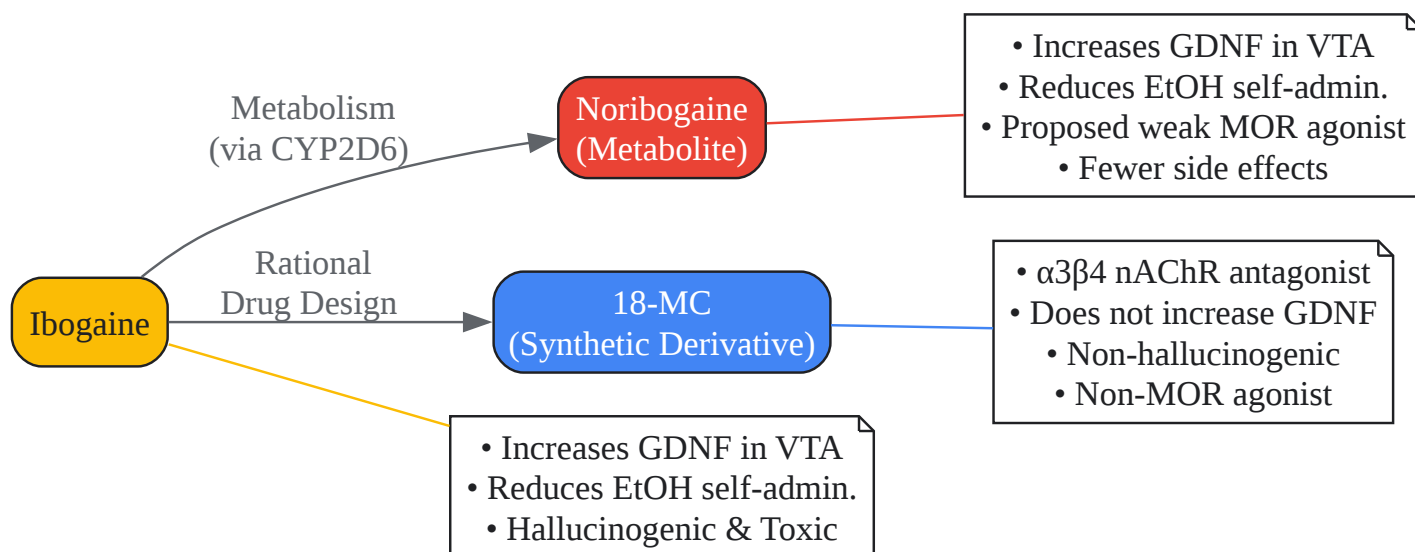 Metabolism
(via CYP2D6)
Noribogaine
(Metabolite)
• Increases GDNF in VTA
• Reduces EtOH self-admin.
• Proposed weak MOR agonist
• Fewer side effects
Ibogaine
Rational
Drug Design
18-MC
(Synthetic Derivative)
• α3β4 nAChR antagonist
• Does not increase GDNF
• Non-hallucinogenic
• Non-MOR agonist
• Increases GDNF in VTA
• Reduces EtOH self-admin.
• Hallucinogenic & Toxic